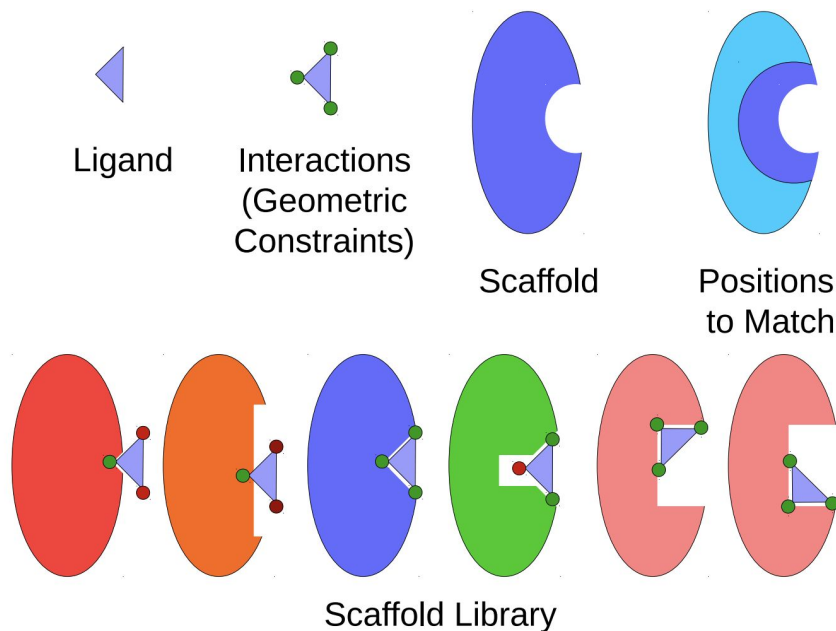 Ligand
Interactions
(Geometric
Constraints)
Scaffold
Positions
to Match
Scaffold Library